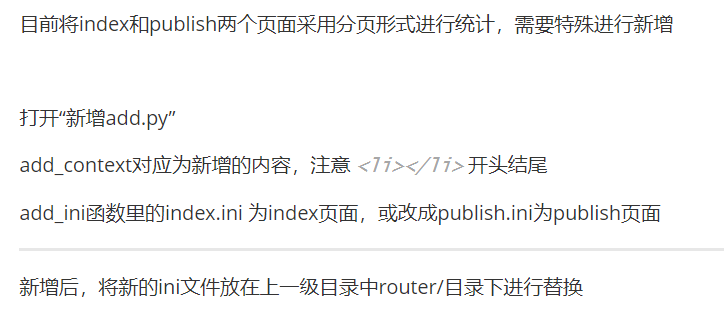 目前将index和publish两个页面采用分页形式进行统计，需要特殊进行新增
打开“新增add.py”
add_context对应为新增的内容，注意 <li></li> 开头结尾
add_ini函数里的index.ini 为index页面，或改成publish.ini为publish页面
新增后，将新的ini文件放在上一级目录中router/目录下进行替换